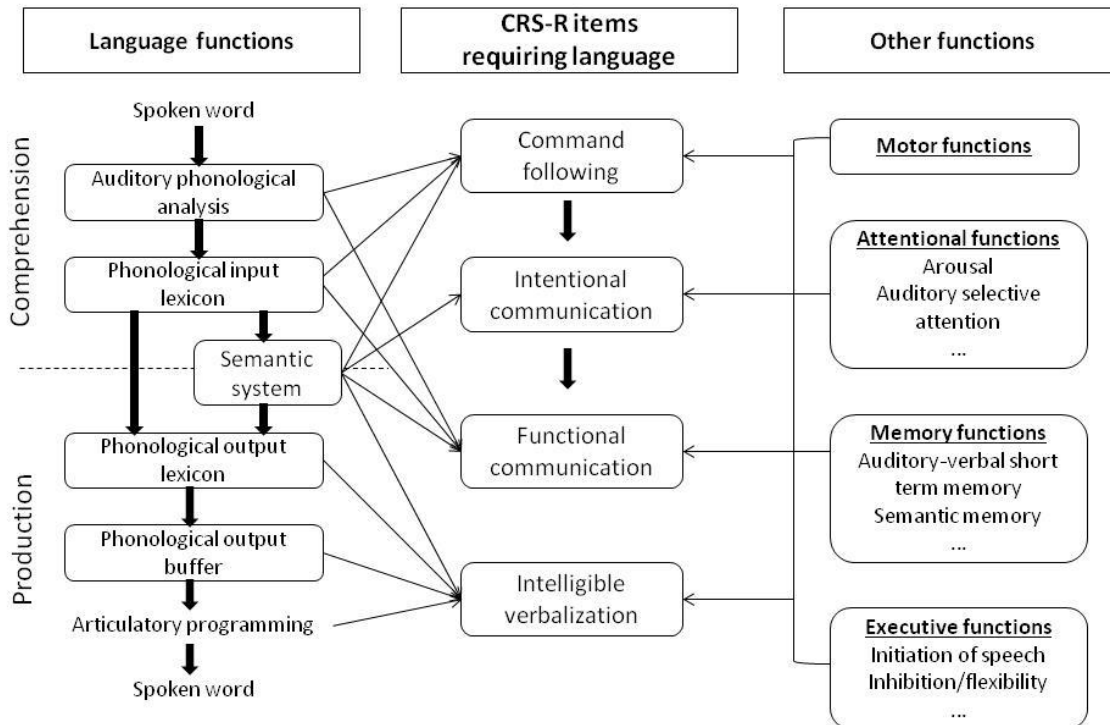 Language functions
CRS-R items
requiring language
Other functions
Comprehension
Production
Spoken word
Auditory phonological
analysis
Phonological input
lexicon
Semantic
system
Phonological output
lexicon
Phonological output
buffer
Articulatory programming
Spoken word
Command
following
Intentional
communication
Functional
communication
Intelligible
verbalization
Motor functions
Attentional functions
Arousal
Auditory selective
attention
...
Memory functions
Auditory-verbal short
term memory
Semantic memory
...
Executive functions
Initiation of speech
Inhibition/flexibility
...